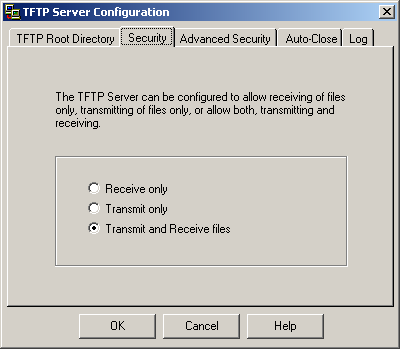 TFTP Server Configuration
TFTP Root Directory Security Advanced Security Auto-Close Log
The TFTP Server can be configured to allow receiving of files
only, transmitting of files only, or allow both, transmitting and
receiving.
Receive only
Transmit only
Transmit and Receive files
OK Cancel Help